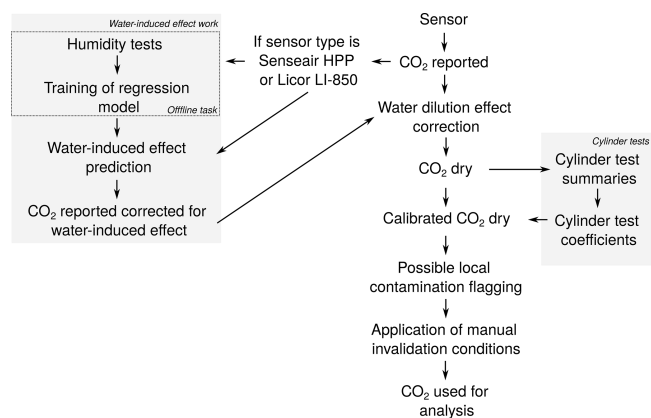 Water-induced effect work
Humidity tests
Training of regression
model
Offfline task
Water-induced effect
prediction
CO₂ reported corrected for
water-induced effect
If sensor type is
Senseair HPP
or Licor LI-850
Sensor
CO₂ reported
Water dilution effect
correction
CO₂ dry
Calibrated CO₂ dry
Possible local
contamination flagging
Application of manual
invalidation conditions
CO₂ used for
analysis
Cylinder tests
Cylinder test
summaries
Cylinder test
coefficients